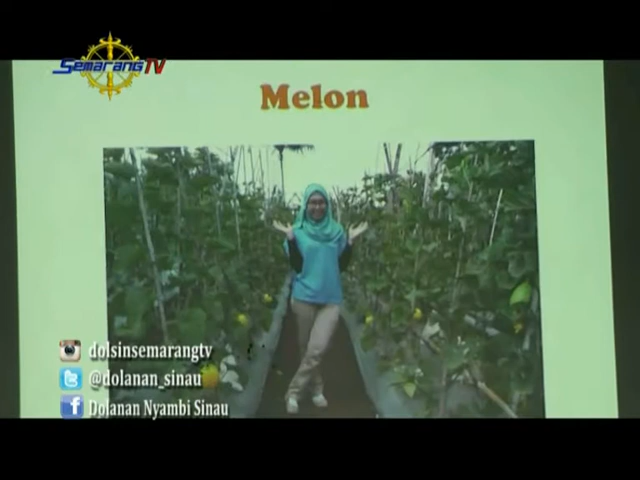 SemarangTV
Melon
dolsinsemarangtv
@dolanan_sinau
Dolanan Nyambi Sinau